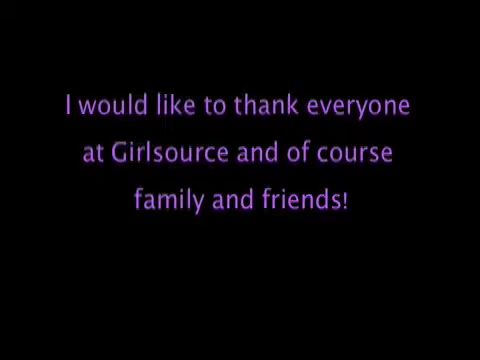 I would like to thank everyone
at Girlsource and of course
family and friends!